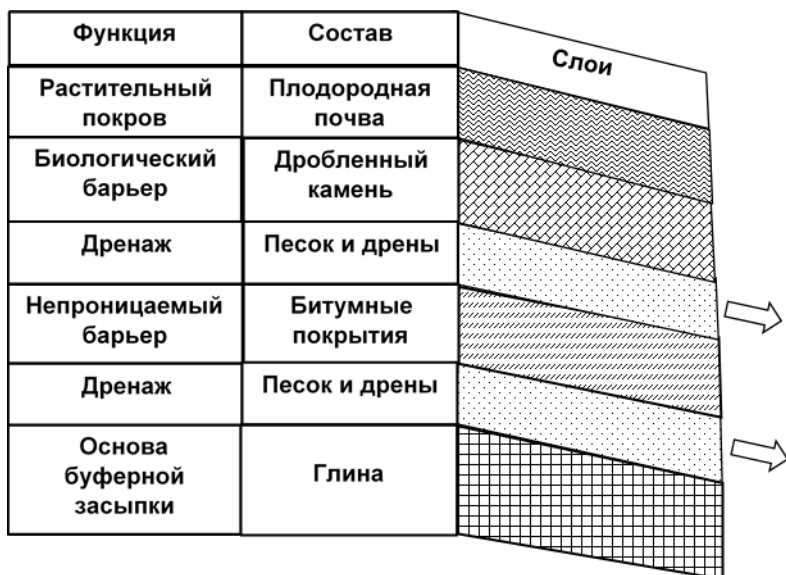 Функция
Состав
Слои
Растительный
покров
Плодородная
почва
Биологический
барьер
Дробленный
камень
Дренаж
Песок и дрены
Непроницаемый
барьер
Битумные
покрытия
Дренаж
Песок и дрены
Основа
буферной
засыпки
Глина